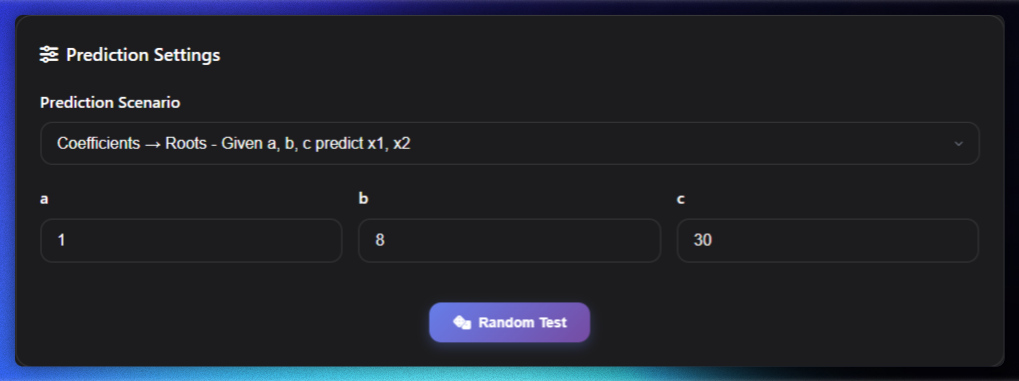 Prediction Settings
Prediction Scenario
Coefficients → Roots - Given a, b, c predict x1, x2
a b c
1 8 30
Random Test